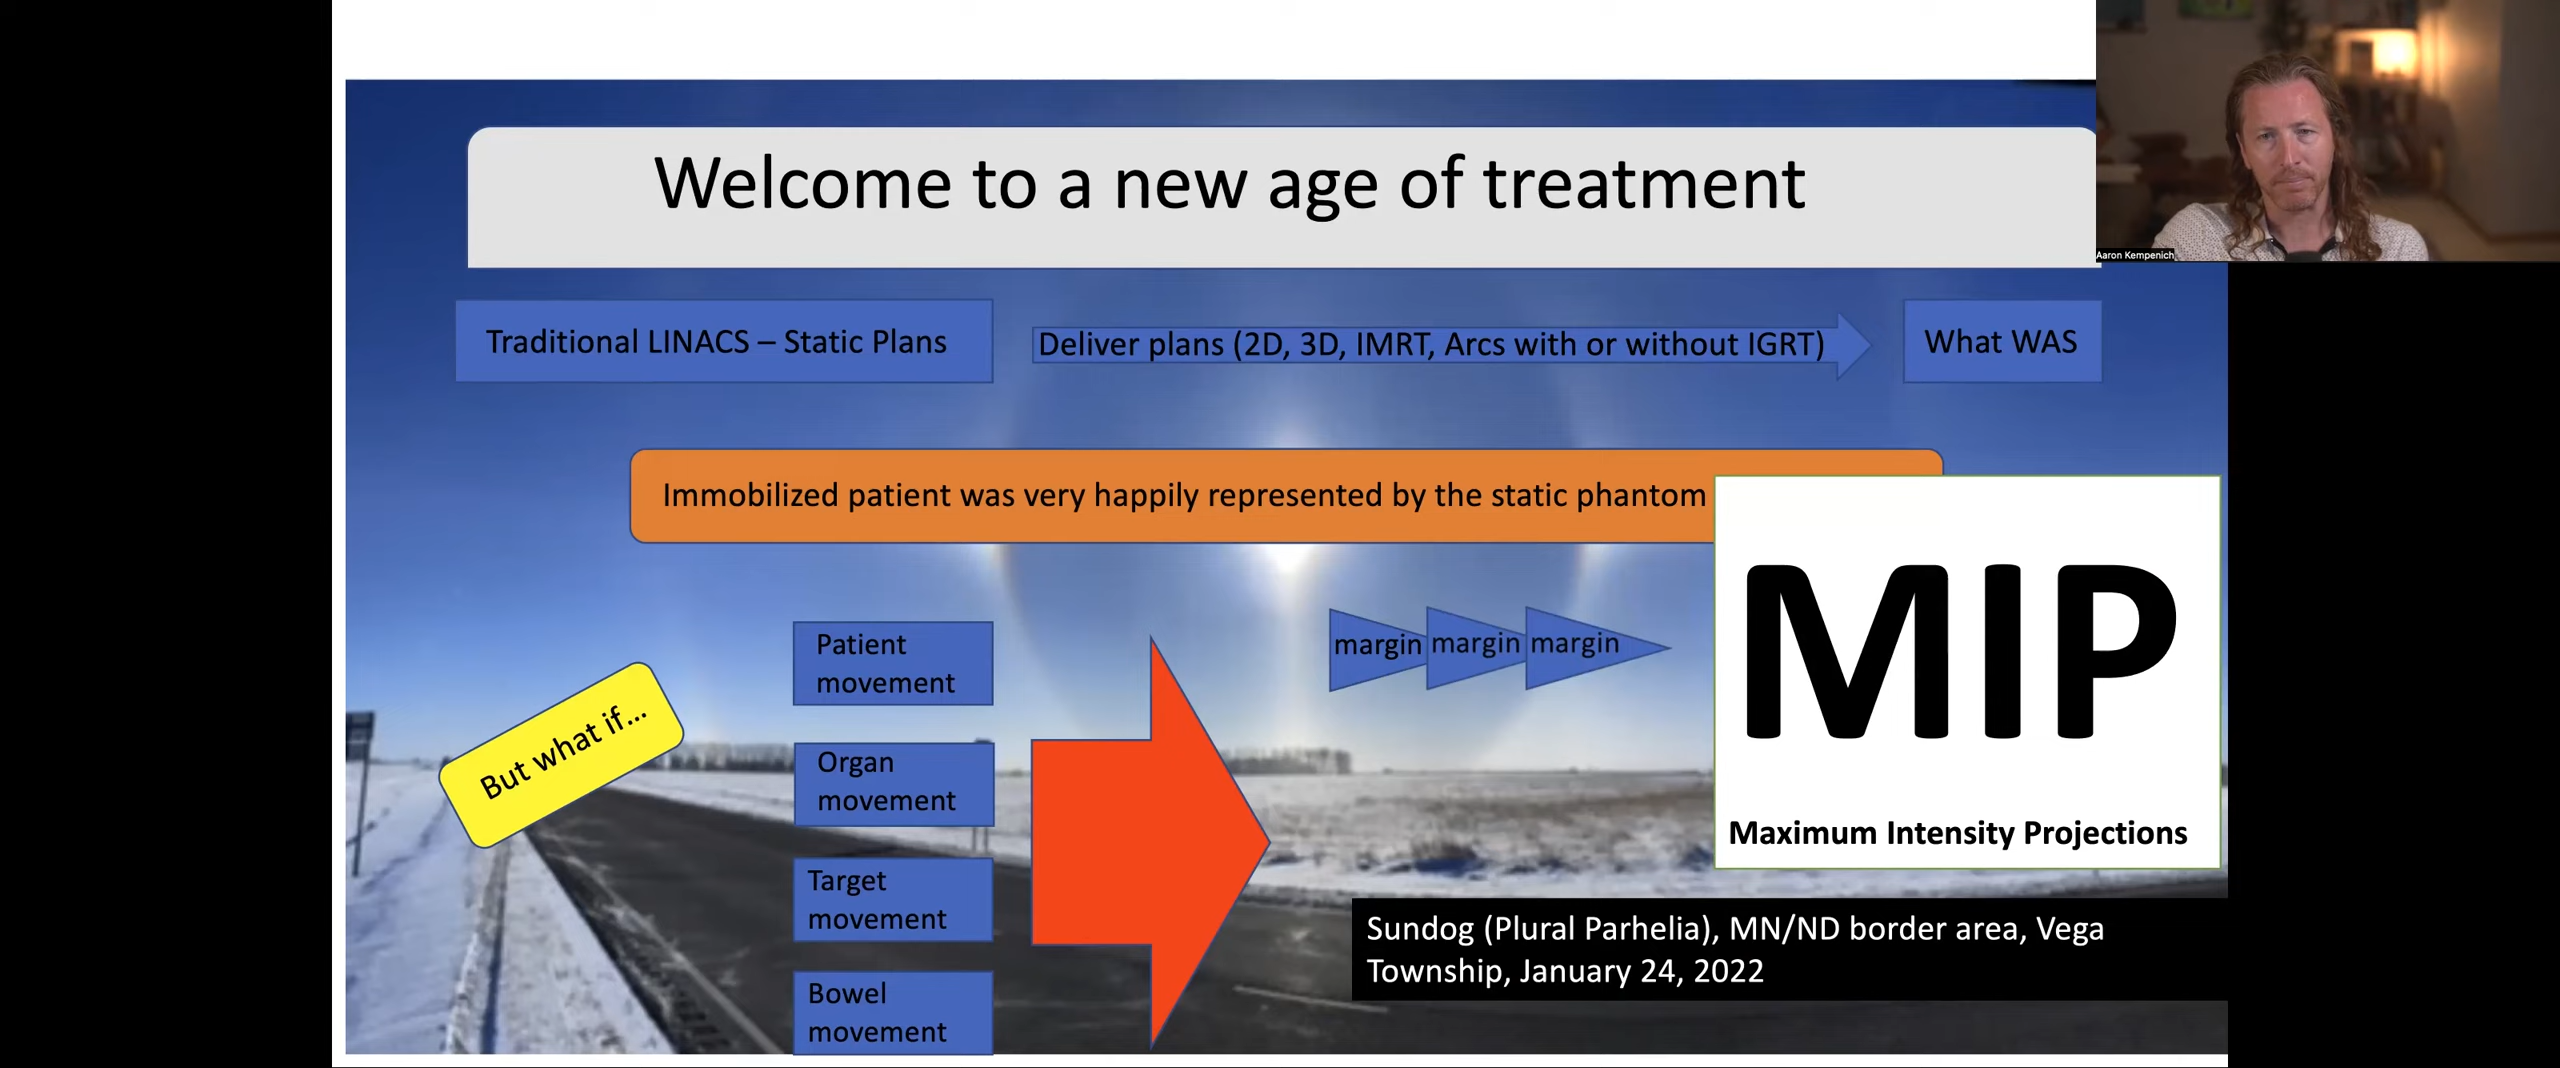 Welcome to a new age of treatment
Aaron Kempenich
Traditional LINACS – Static Plans
Deliver plans (2D, 3D, IMRT, Arcs with or without IGRT)
What WAS
Immobilized patient was very happily represented by the static phantom
But what if...
Patient
movement
Organ
movement
Target
movement
Bowel
movement
margin
margin
margin
MIP
Maximum Intensity Projections
Sundog (Plural Parhelia), MN/ND border area, Vega
Township, January 24, 2022